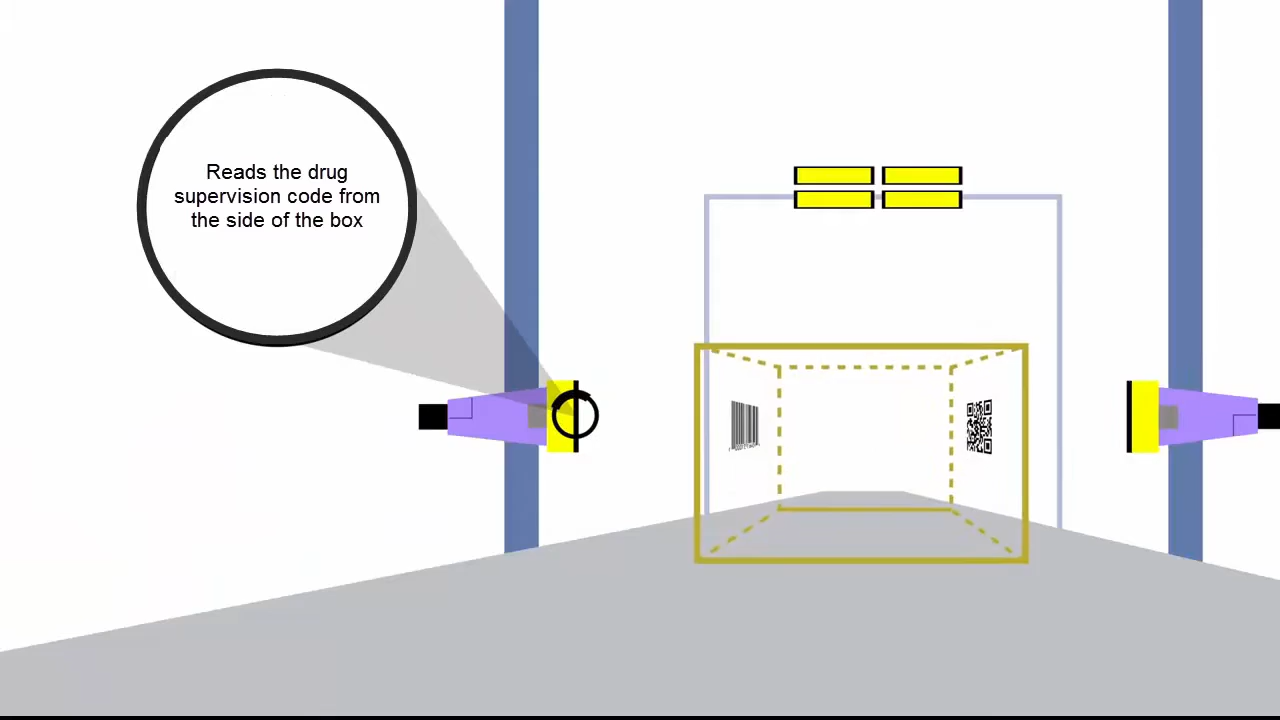 Reads the drug
supervision code from
the side of the box